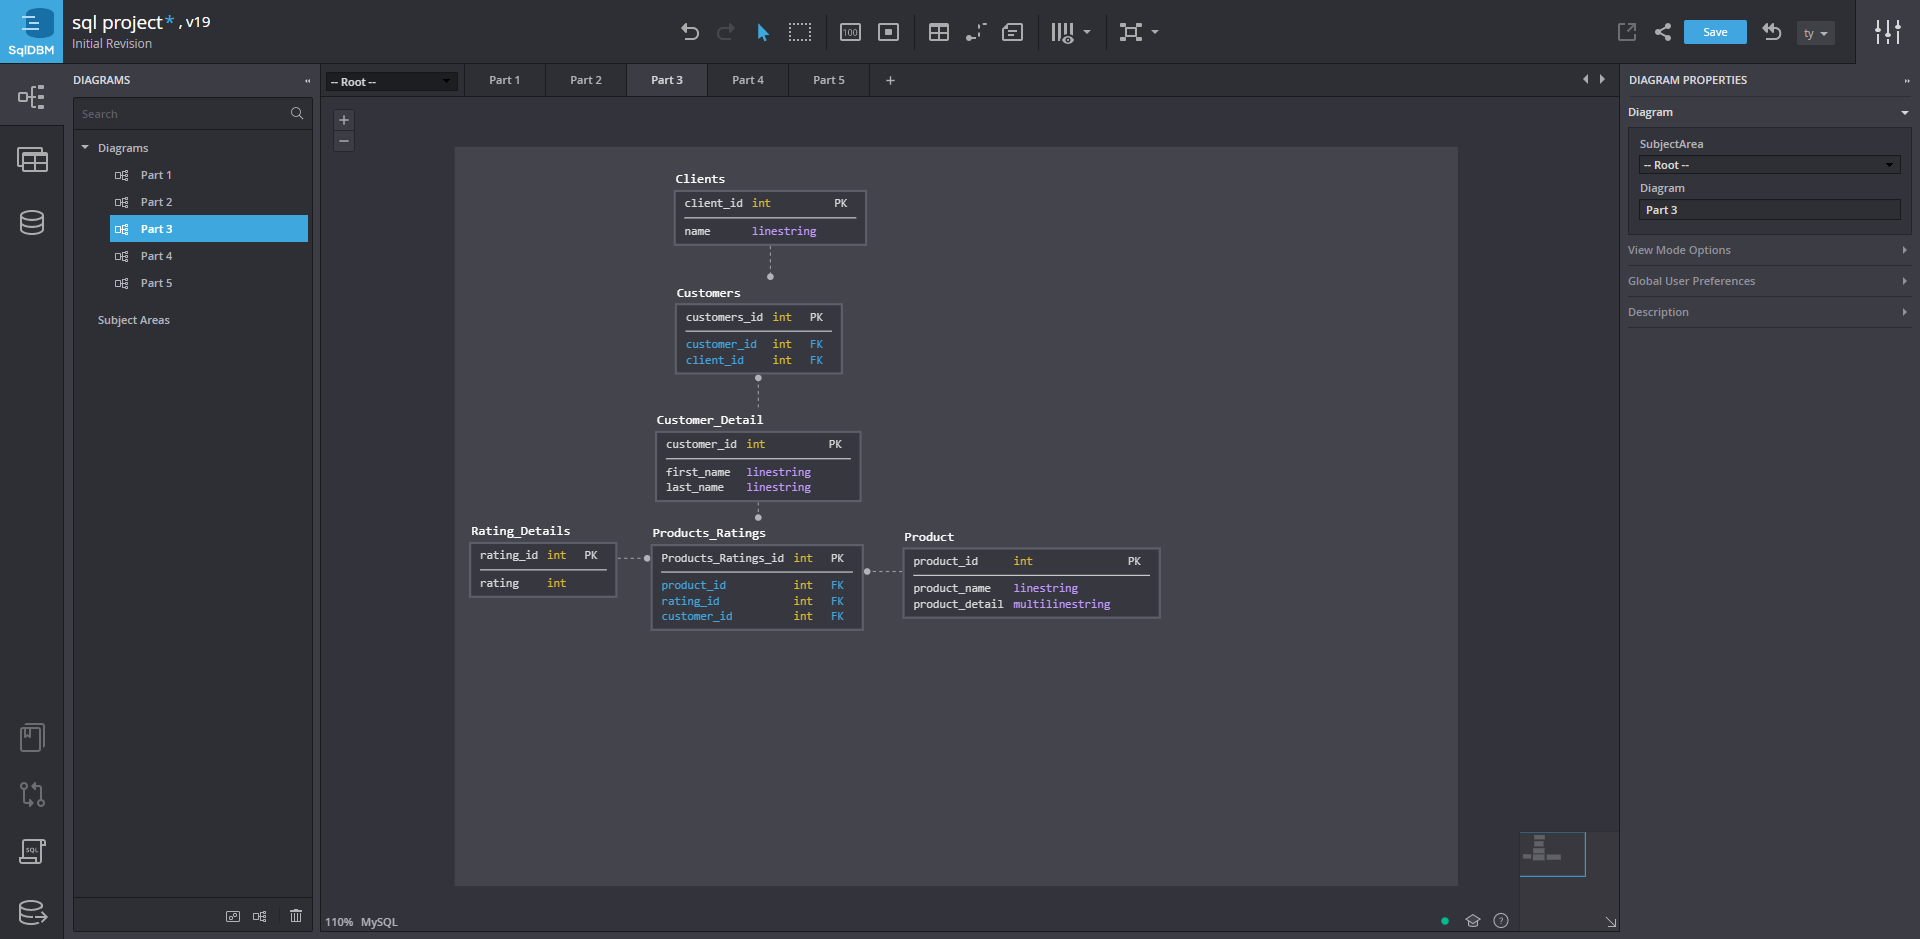 SqlDBM
sql project* , v19
Initial Revision
100
Save
ty
DIAGRAMS
Search
Diagrams
Part 1
Part 2
Part 3
Part 4
Part 5
Subject Areas
-- Root --
Part 1
Part 2
Part 3
Part 4
Part 5
+
+
−
Clients
client_id int PK
name linestring
Customers
customers_id int PK
customer_id int FK
client_id int FK
Customer_Detail
customer_id int PK
first_name linestring
last_name linestring
Rating_Details
rating_id int PK
rating int
Products_Ratings
Products_Ratings_id int PK
product_id int FK
rating_id int FK
customer_id int FK
Product
product_id int PK
product_name linestring
product_detail multilinestring
DIAGRAM PROPERTIES
Diagram
SubjectArea
-- Root --
Diagram
Part 3
View Mode Options
Global User Preferences
Description
SQL
110% MySQL
?